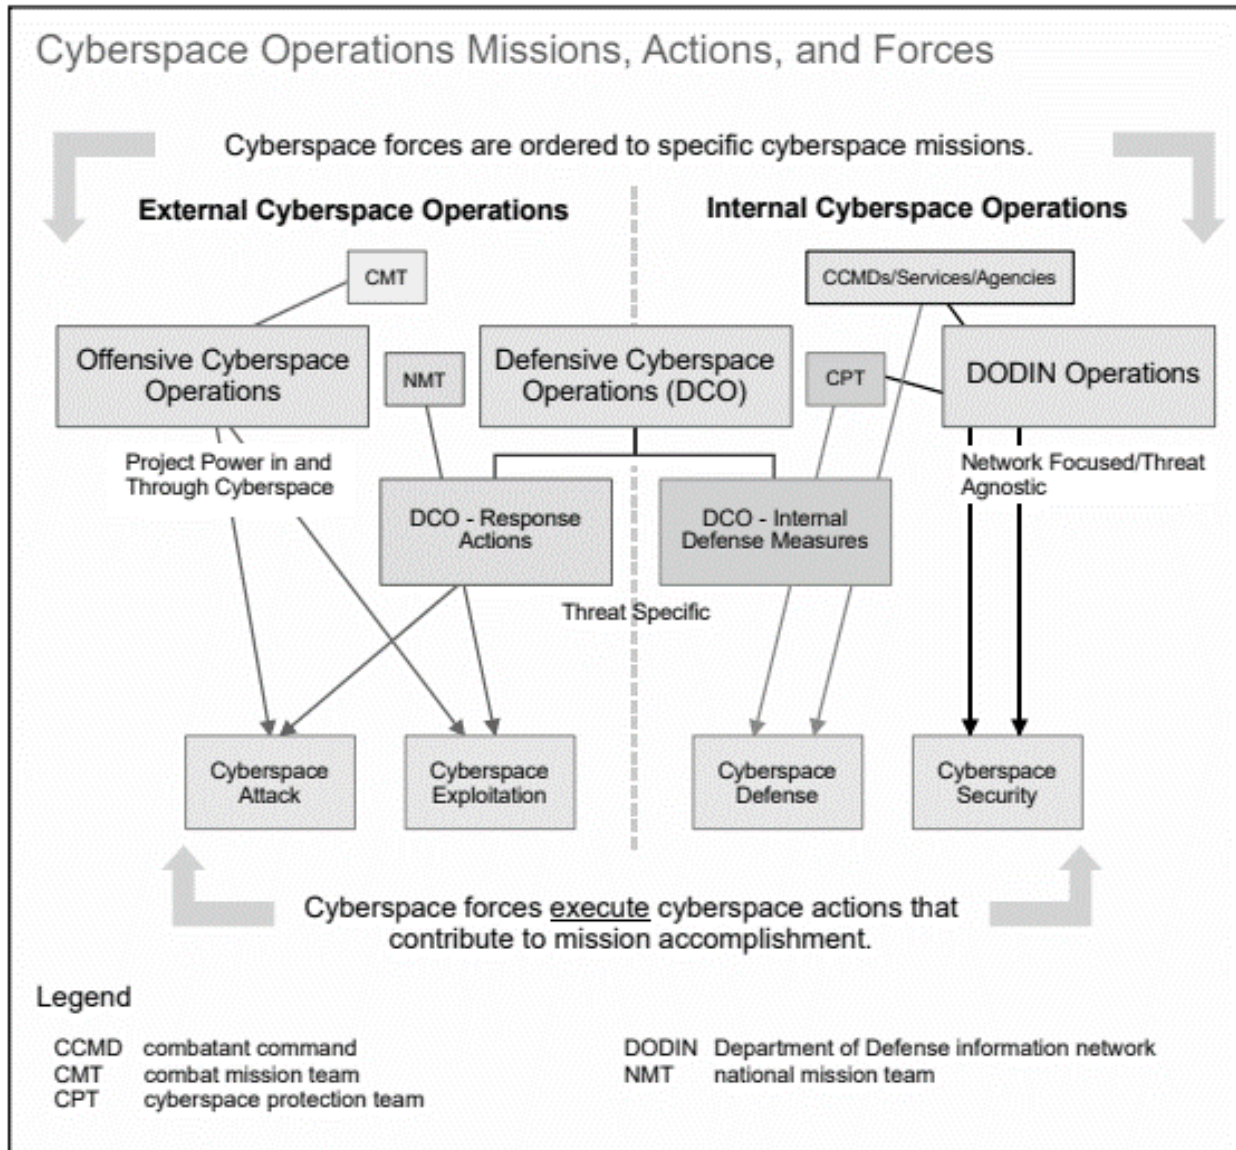 Cyberspace Operations Missions, Actions, and Forces
Cyberspace forces are ordered to specific cyberspace missions.
External Cyberspace Operations
Internal Cyberspace Operations
CMT
CCMDs/Services/Agencies
Offensive Cyberspace
Operations
NMT
Defensive Cyberspace
Operations (DCO)
CPT
DODIN Operations
Project Power in and
Through Cyberspace
Network Focused/Threat
Agnostic
DCO - Response
Actions
DCO - Internal
Defense Measures
Threat Specific
Cyberspace
Attack
Cyberspace
Exploitation
Cyberspace
Defense
Cyberspace
Security
Cyberspace forces execute cyberspace actions that
contribute to mission accomplishment.
Legend
CCMD combatant command
CMT combat mission team
CPT cyberspace protection team
DODIN Department of Defense information network
NMT national mission team